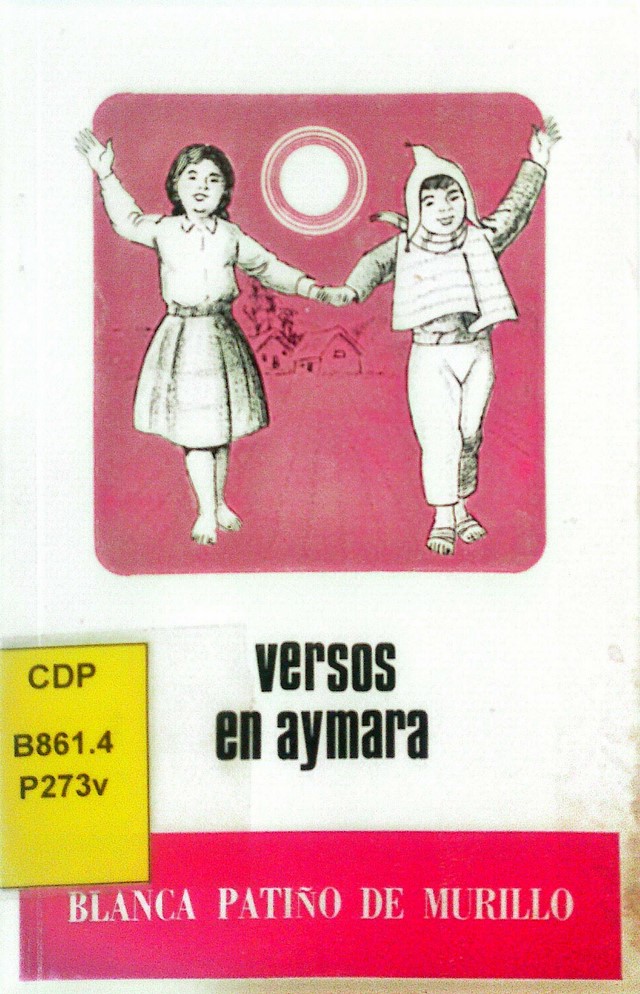 versos
en aymara
CDP
B861.4
P273v
BLANCA PATIÑO DE MURILLO